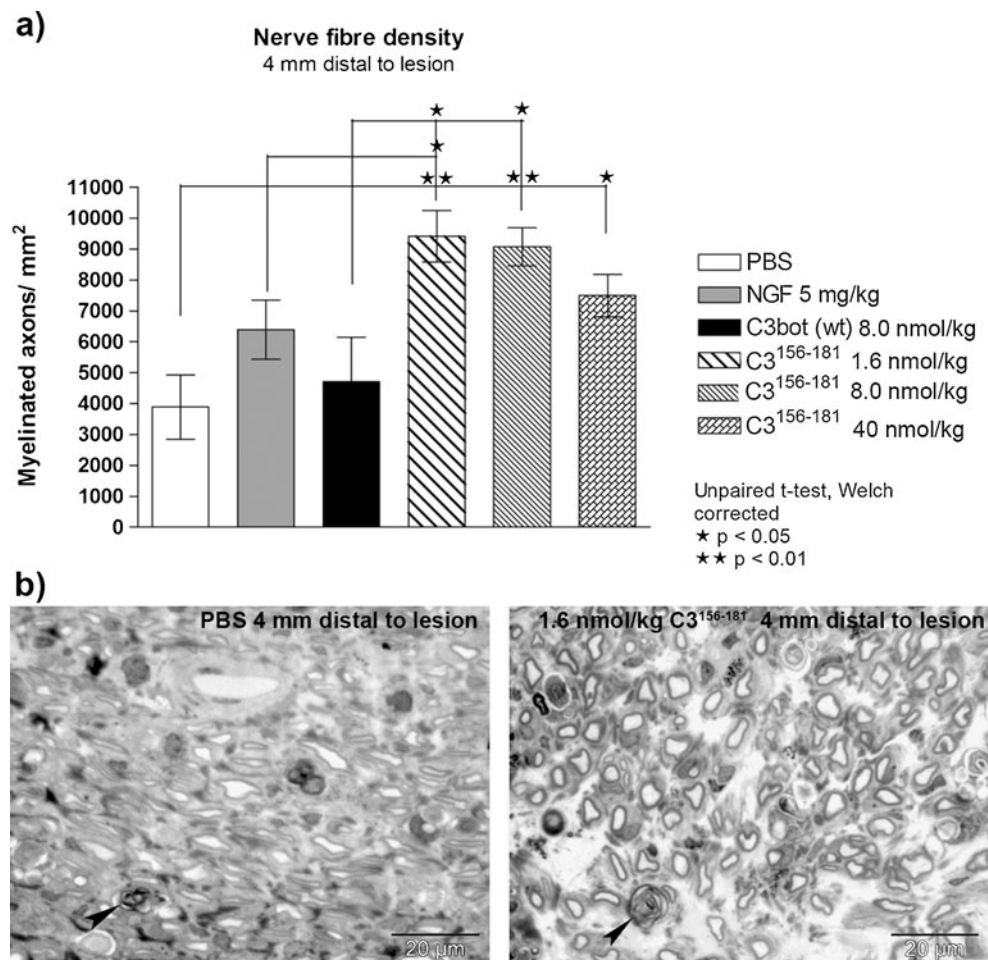 a)
Nerve fibre density
4 mm distal to lesion
★ ★
★
★★ ★★ ★
Myelinated axons/ mm²
11000
10000
9000
8000
7000
6000
5000
4000
3000
2000
1000
0
PBS
NGF 5 mg/kg
C3bot (wt) 8.0 nmol/kg
C3¹⁵⁶⁻¹⁸¹ 1.6 nmol/kg
C3¹⁵⁶⁻¹⁸¹ 8.0 nmol/kg
C3¹⁵⁶⁻¹⁸¹ 40 nmol/kg
Unpaired t-test, Welch
corrected
★ p < 0.05
★★ p < 0.01
b)
PBS 4 mm distal to lesion
20 µm
1.6 nmol/kg C3¹⁵⁶⁻¹⁸¹ 4 mm distal to lesion
20 µm